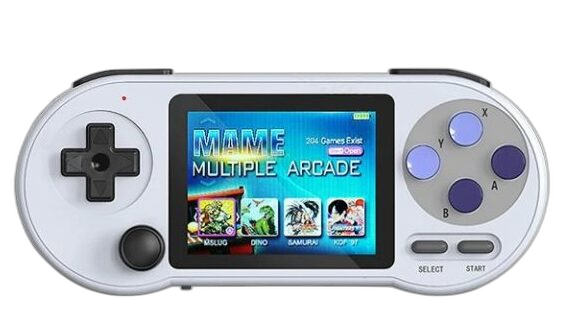 MAME
204 Games Exist
Open
MULTIPLE ARCADE
MSLUG
DINO
SAMURAI
KOF'97
X
Y
A
B
SELECT
START